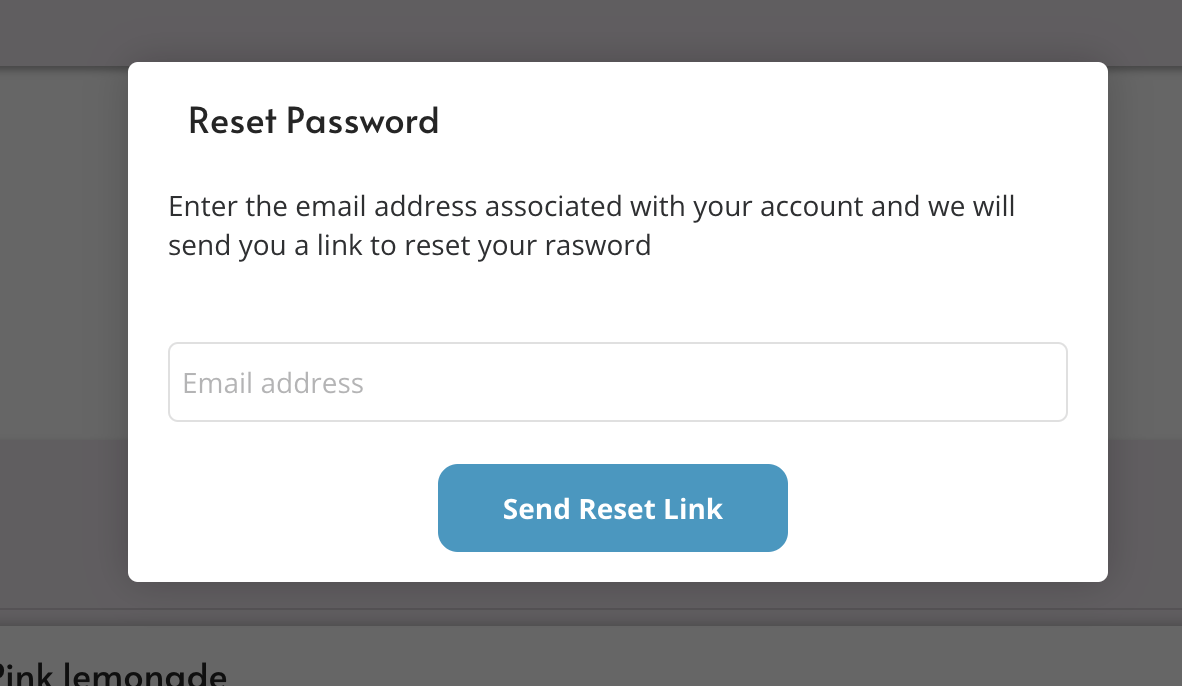 Reset Password
Enter the email address associated with your account and we will
send you a link to reset your rasword
Email address
Send Reset Link
Pink lemonade